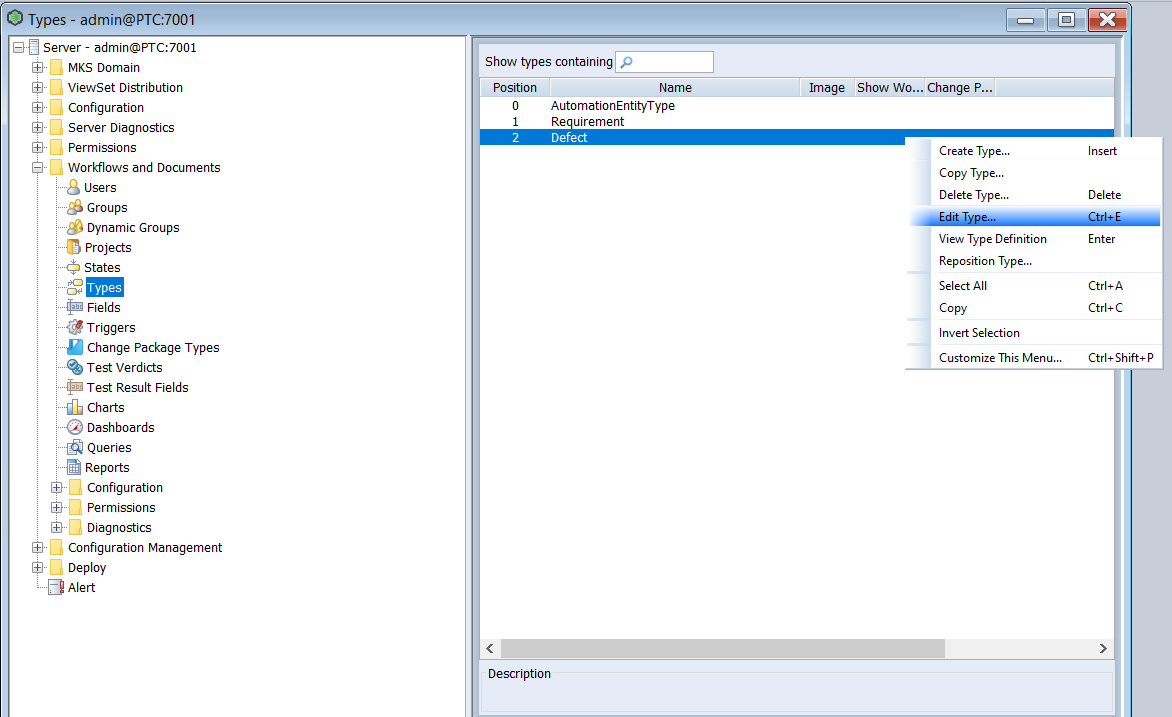 Types - admin@PTC:7001
Server - admin@PTC:7001
MKS Domain
ViewSet Distribution
Configuration
Server Diagnostics
Permissions
Workflows and Documents
Users
Groups
Dynamic Groups
Projects
States
Types
Fields
Triggers
Change Package Types
Test Verdicts
Test Result Fields
Charts
Dashboards
Queries
Reports
Configuration
Permissions
Diagnostics
Configuration Management
Deploy
Alert
Show types containing
Position Name Image Show Wo... Change P...
0 AutomationEntityType
1 Requirement
2 Defect
Create Type... Insert
Copy Type...
Delete Type... Delete
Edit Type... Ctrl+E
View Type Definition Enter
Reposition Type...
Select All Ctrl+A
Copy Ctrl+C
Invert Selection
Customize This Menu... Ctrl+Shift+P
Description